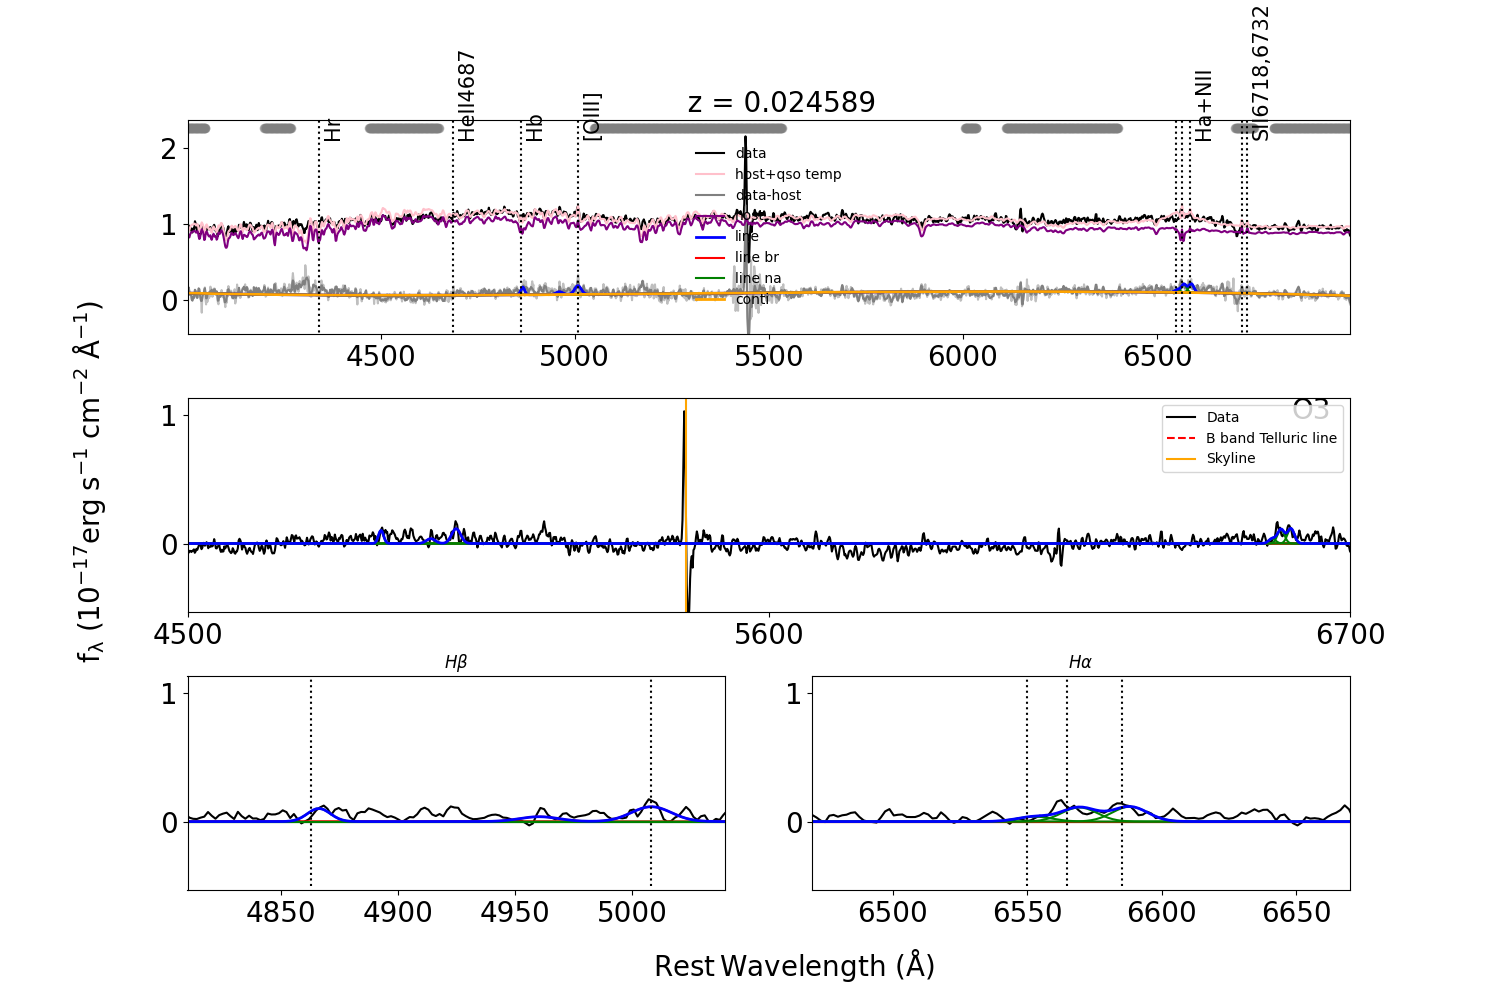 z = 0.024589
Hr
HeII4687
Hb
[OIII]
Ha+NII
SII6718,6732
data
host+qso temp
data-host
line
line br
line na
conti
2
1
0
4500
5000
5500
6000
6500
O3
Data
B band Telluric line
Skyline
1
0
4500
5600
6700
fλ (10−17erg s−1 cm−2 Å−1)
Hβ
1
0
4850
4900
4950
5000
Hα
1
0
6500
6550
6600
6650
Rest Wavelength (Å)